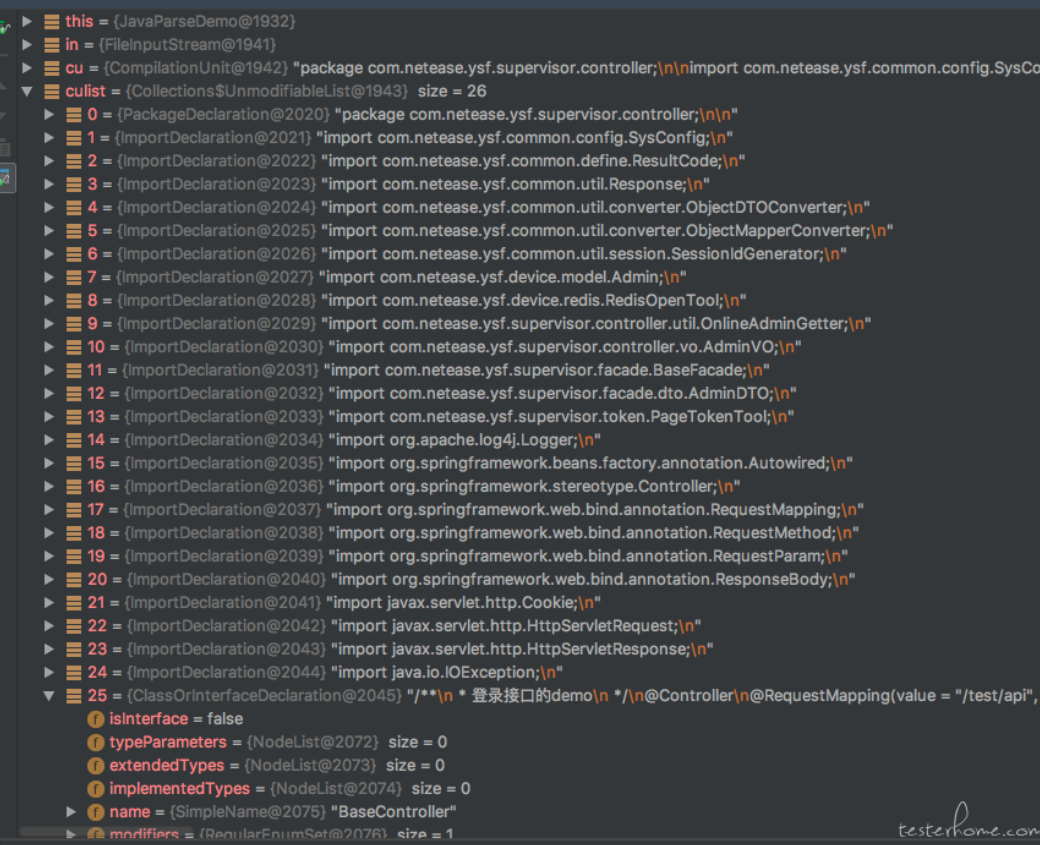 this = {JavaParseDemo@1932}
in = {FileInputStream@1941}
cu = {CompilationUnit@1942} "package com.netease.ysf.supervisor.controller;\n\nimport com.netease.ysf.common.config.SysCo
culist = {Collections$UnmodifiableList@1943} size = 26
0 = {PackageDeclaration@2020} "package com.netease.ysf.supervisor.controller;\n\n"
1 = {ImportDeclaration@2021} "import com.netease.ysf.common.config.SysConfig;\n"
2 = {ImportDeclaration@2022} "import com.netease.ysf.common.define.ResultCode;\n"
3 = {ImportDeclaration@2023} "import com.netease.ysf.common.util.Response;\n"
4 = {ImportDeclaration@2024} "import com.netease.ysf.common.util.converter.ObjectDTOConverter;\n"
5 = {ImportDeclaration@2025} "import com.netease.ysf.common.util.converter.ObjectMapperConverter;\n"
6 = {ImportDeclaration@2026} "import com.netease.ysf.common.util.session.SessionIdGenerator;\n"
7 = {ImportDeclaration@2027} "import com.netease.ysf.device.model.Admin;\n"
8 = {ImportDeclaration@2028} "import com.netease.ysf.device.redis.RedisOpenTool;\n"
9 = {ImportDeclaration@2029} "import com.netease.ysf.supervisor.controller.util.OnlineAdminGetter;\n"
10 = {ImportDeclaration@2030} "import com.netease.ysf.supervisor.controller.vo.AdminVO;\n"
11 = {ImportDeclaration@2031} "import com.netease.ysf.supervisor.facade.BaseFacade;\n"
12 = {ImportDeclaration@2032} "import com.netease.ysf.supervisor.facade.dto.AdminDTO;\n"
13 = {ImportDeclaration@2033} "import com.netease.ysf.supervisor.token.PageTokenTool;\n"
14 = {ImportDeclaration@2034} "import org.apache.log4j.Logger;\n"
15 = {ImportDeclaration@2035} "import org.springframework.beans.factory.annotation.Autowired;\n"
16 = {ImportDeclaration@2036} "import org.springframework.stereotype.Controller;\n"
17 = {ImportDeclaration@2037} "import org.springframework.web.bind.annotation.RequestMapping;\n"
18 = {ImportDeclaration@2038} "import org.springframework.web.bind.annotation.RequestMethod;\n"
19 = {ImportDeclaration@2039} "import org.springframework.web.bind.annotation.RequestParam;\n"
20 = {ImportDeclaration@2040} "import org.springframework.web.bind.annotation.ResponseBody;\n"
21 = {ImportDeclaration@2041} "import javax.servlet.http.Cookie;\n"
22 = {ImportDeclaration@2042} "import javax.servlet.http.HttpServletRequest;\n"
23 = {ImportDeclaration@2043} "import javax.servlet.http.HttpServletResponse;\n"
24 = {ImportDeclaration@2044} "import java.io.IOException;\n"
25 = {ClassOrInterfaceDeclaration@2045} "/**\n * 登录接口的demo\n */\n@Controller\n@RequestMapping(value = "/test/api",
isInterface = false
typeParameters = {NodeList@2072} size = 0
extendedTypes = {NodeList@2073} size = 0
implementedTypes = {NodeList@2074} size = 0
name = {SimpleName@2075} "BaseController"
modifiers = {RegularEnumSet@2076} size = 1
testerhome.com